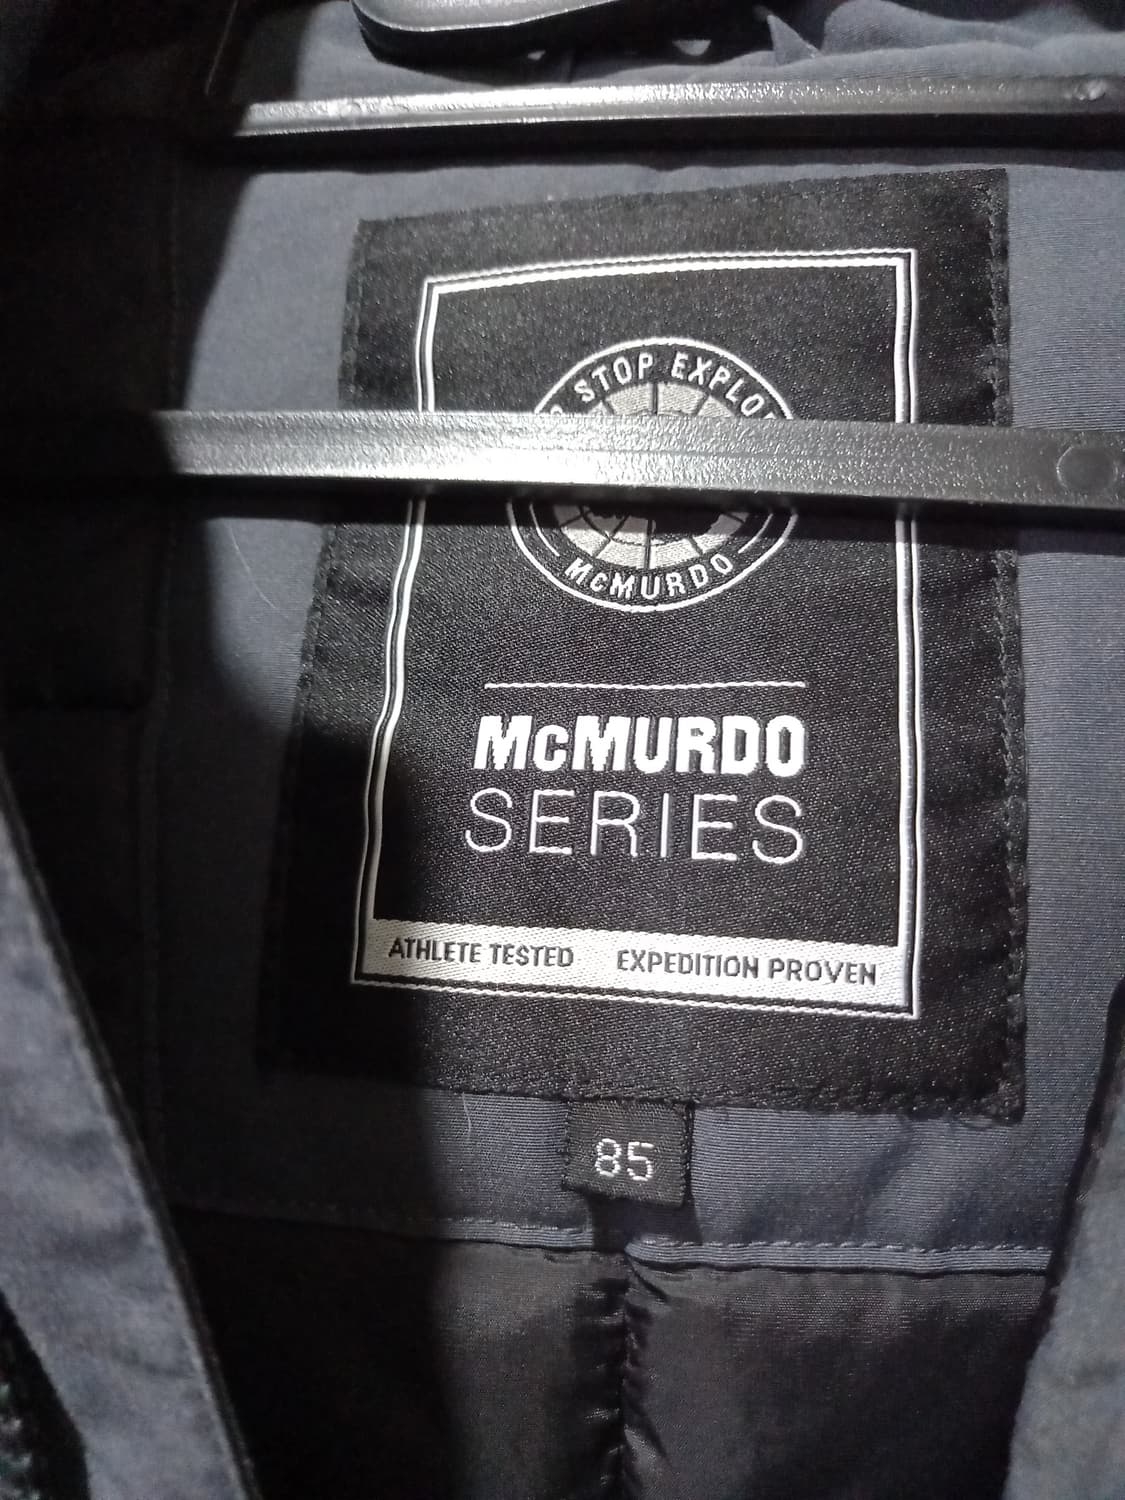 STOP EXPLO
McMURDO
McMURDO
SERIES
ATHLETE TESTED EXPEDITION PROVEN
85